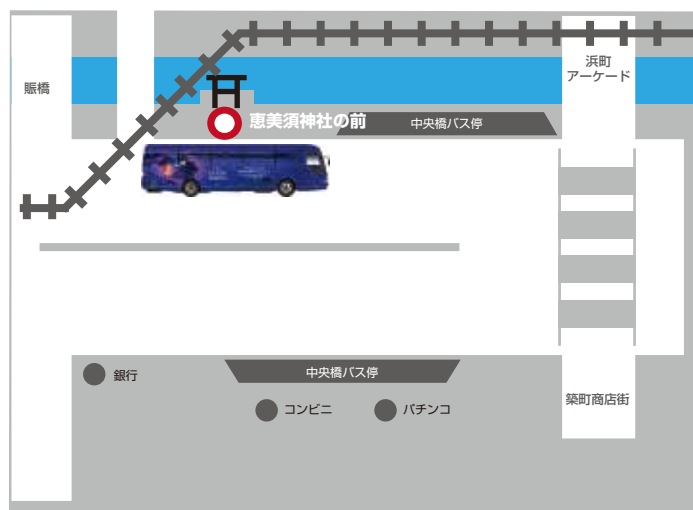 賑橋
浜町
アーケード
恵美須神社の前
中央橋バス停
銀行
中央橋バス停
コンビニ
パチンコ
築町商店街